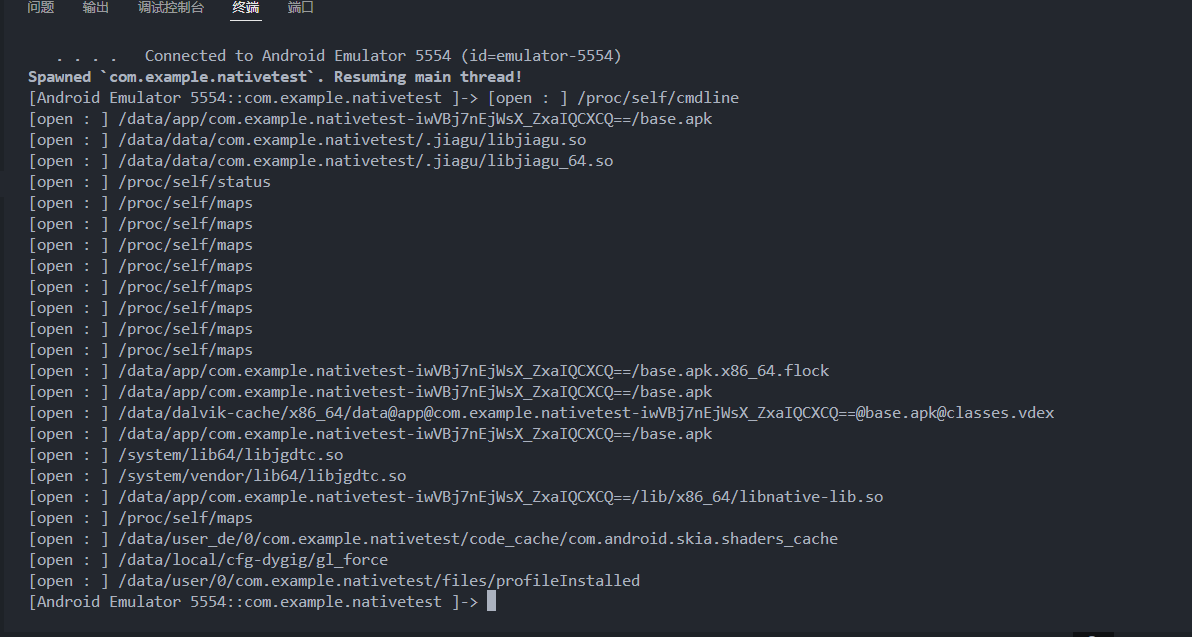 问题 输出 调试控制台 终端 端口
. . . . Connected to Android Emulator 5554 (id=emulator-5554)
Spawned `com.example.nativetest`. Resuming main thread!
[Android Emulator 5554::com.example.nativetest ]-> [open : ] /proc/self/cmdline
[open : ] /data/app/com.example.nativetest-iwVBj7nEjWsX_ZxaIQCXCQ==/base.apk
[open : ] /data/data/com.example.nativetest/.jiagu/libjiagu.so
[open : ] /data/data/com.example.nativetest/.jiagu/libjiagu_64.so
[open : ] /proc/self/status
[open : ] /proc/self/maps
[open : ] /proc/self/maps
[open : ] /proc/self/maps
[open : ] /proc/self/maps
[open : ] /proc/self/maps
[open : ] /proc/self/maps
[open : ] /proc/self/maps
[open : ] /proc/self/maps
[open : ] /data/app/com.example.nativetest-iwVBj7nEjWsX_ZxaIQCXCQ==/base.apk.x86_64.flock
[open : ] /data/app/com.example.nativetest-iwVBj7nEjWsX_ZxaIQCXCQ==/base.apk
[open : ] /data/dalvik-cache/x86_64/data@app@com.example.nativetest-iwVBj7nEjWsX_ZxaIQCXCQ==@base.apk@classes.vdex
[open : ] /data/app/com.example.nativetest-iwVBj7nEjWsX_ZxaIQCXCQ==/base.apk
[open : ] /system/lib64/libjgdtc.so
[open : ] /system/vendor/lib64/libjgdtc.so
[open : ] /data/app/com.example.nativetest-iwVBj7nEjWsX_ZxaIQCXCQ==/lib/x86_64/libnative-lib.so
[open : ] /proc/self/maps
[open : ] /data/user_de/0/com.example.nativetest/code_cache/com.android.skia.shaders_cache
[open : ] /data/local/cfg-dygig/gl_force
[open : ] /data/user/0/com.example.nativetest/files/profileInstalled
[Android Emulator 5554::com.example.nativetest ]->